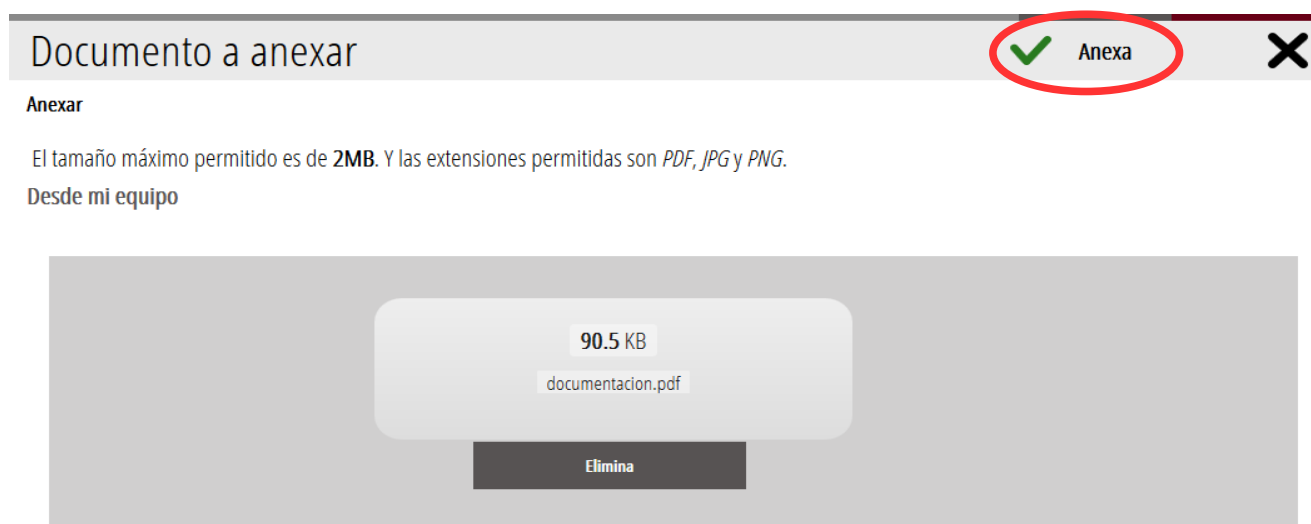 Documento a anexar
Anexa
Anexar
El tamaño máximo permitido es de 2MB. Y las extensiones permitidas son PDF, JPG y PNG.
Desde mi equipo
90.5 KB
documentacion.pdf
Elimina